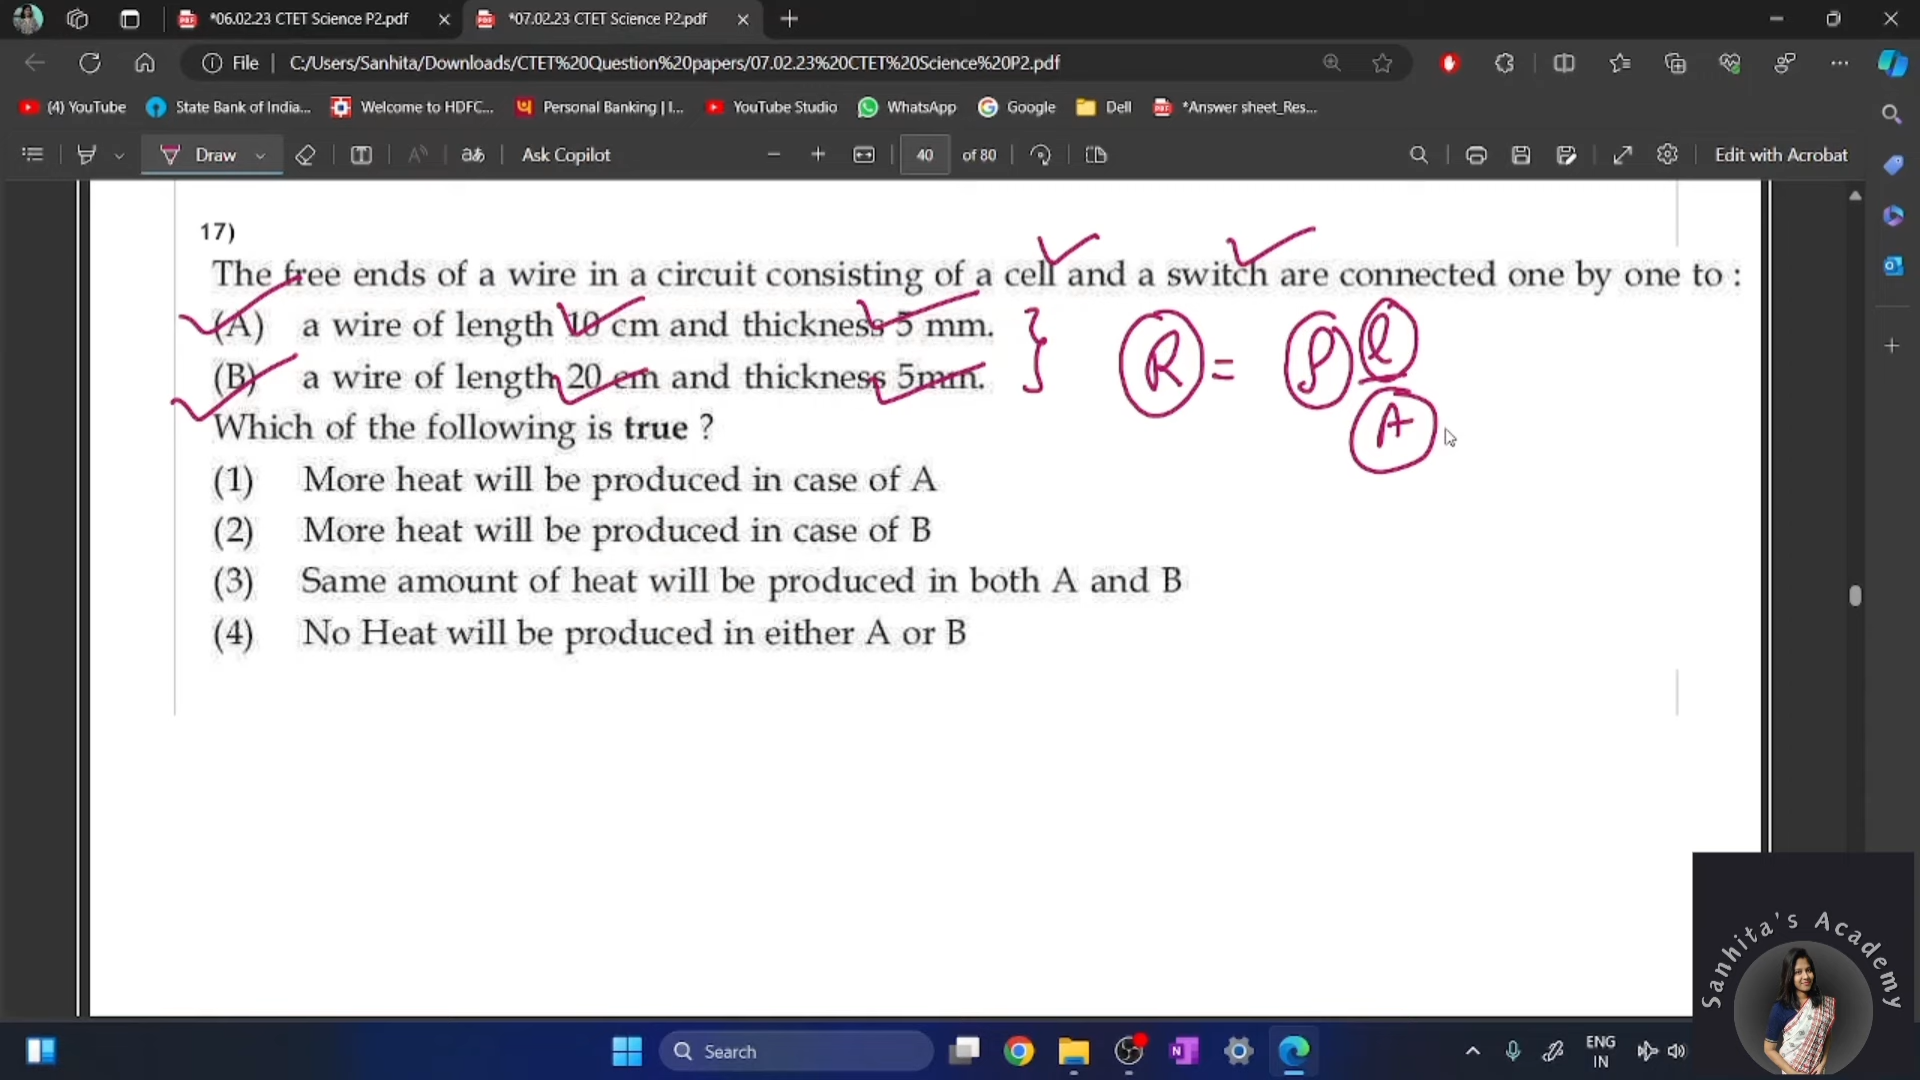 *06.02.23 CTET Science P2.pdf
*07.02.23 CTET Science P2.pdf
File
C:/Users/Sanhita/Downloads/CTET%20Question%20papers/07.02.23%20CTET%20Science%20P2.pdf
(4) YouTube
State Bank of India...
Welcome to HDFC...
Personal Banking | I...
YouTube Studio
WhatsApp
Google
Dell
*Answer sheet_Res...
Draw
aあ
Ask Copilot
40 of 80
Edit with Acrobat
17)
The free ends of a wire in a circuit consisting of a cell and a switch are connected one by one to :
(A) a wire of length 10 cm and thickness 5 mm.
(B) a wire of length 20 cm and thickness 5mm.
R = ρ l
A
Which of the following is true ?
(1) More heat will be produced in case of A
(2) More heat will be produced in case of B
(3) Same amount of heat will be produced in both A and B
(4) No Heat will be produced in either A or B
Sanhita's Academy
Search
ENG
IN